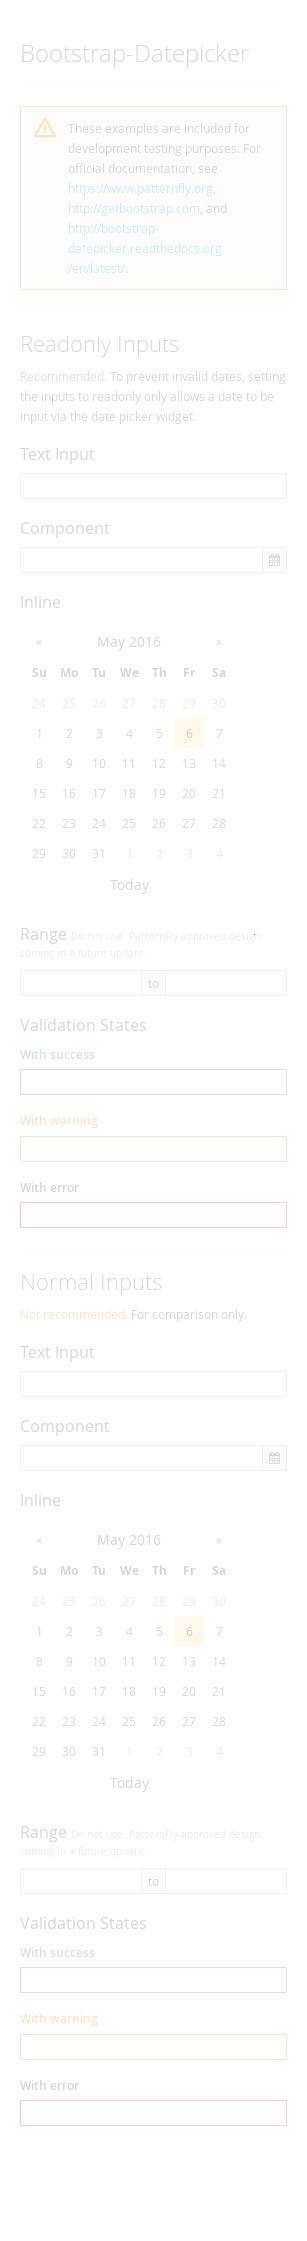 Bootstrap-Datepicker
These examples are included for
development testing purposes. For
official documentation, see
https://www.patternfly.org,
http://getbootstrap.com, and
http://bootstrap-
datepicker.readthedocs.org
/en/latest/.
Readonly Inputs
Recommended. To prevent invalid dates, setting
the inputs to readonly only allows a date to be
input via the date picker widget.
Text Input
Component
Inline
« May 2016 »
Su Mo Tu We Th Fr Sa
24 25 26 27 28 29 30
1 2 3 4 5 6 7
8 9 10 11 12 13 14
15 16 17 18 19 20 21
22 23 24 25 26 27 28
29 30 31 1 2 3 4
Today
Range Do not use. PatternFly-approved design
coming in a future update.
to
Validation States
With success
With warning
With error
Normal Inputs
Not recommended. For comparison only.
Text Input
Component
Inline
« May 2016 »
Su Mo Tu We Th Fr Sa
24 25 26 27 28 29 30
1 2 3 4 5 6 7
8 9 10 11 12 13 14
15 16 17 18 19 20 21
22 23 24 25 26 27 28
29 30 31 1 2 3 4
Today
Range Do not use. PatternFly-approved design
coming in a future update.
to
Validation States
With success
With warning
With error